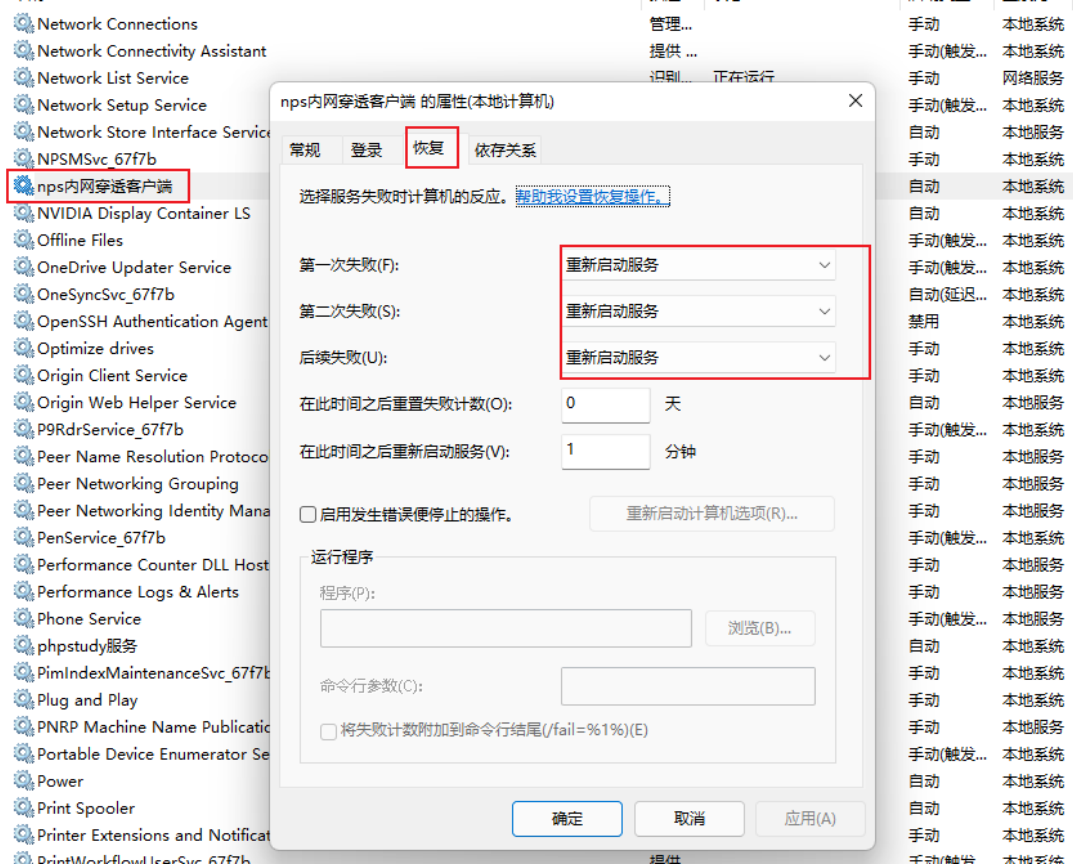 Network Connections 管理... 手动 本地系统
Network Connectivity Assistant 提供 ... 手动(触发... 本地系统
Network List Service 识别... 正在运行 手动 网络服务
Network Setup Service 手动(触发... 本地系统
Network Store Interface Service 自动 本地服务
NPSMSvc_67f7b 手动 本地系统
nps内网穿透客户端 自动 本地系统
NVIDIA Display Container LS 自动 本地系统
Offline Files 手动(触发... 本地系统
OneDrive Updater Service 手动(触发... 本地系统
OneSyncSvc_67f7b 自动(延迟... 本地系统
OpenSSH Authentication Agent 禁用 本地系统
Optimize drives 手动 本地系统
Origin Client Service 手动 本地系统
Origin Web Helper Service 自动 本地服务
P9RdrService_67f7b 手动(触发... 本地系统
Peer Name Resolution Protoco 手动 本地服务
Peer Networking Grouping 手动 本地服务
Peer Networking Identity Mana 手动 本地服务
PenService_67f7b 手动(触发... 本地系统
Performance Counter DLL Host 手动 本地服务
Performance Logs & Alerts 手动 本地服务
Phone Service 手动(触发... 本地服务
phpstudy服务 自动 本地系统
PimIndexMaintenanceSvc_67f7b 手动 本地系统
Plug and Play 手动 本地系统
PNRP Machine Name Publicatio 手动 本地服务
Portable Device Enumerator Se 手动(触发... 本地系统
Power 自动 本地系统
Print Spooler 自动 本地系统
Printer Extensions and Notificat 手动 本地系统
PrintWorkflowUserSvc_67f7b 提供 手动(触发 本地系统
nps内网穿透客户端 的属性(本地计算机)
常规 登录 恢复 依存关系
选择服务失败时计算机的反应。帮助我设置恢复操作。
第一次失败(F): 重新启动服务
第二次失败(S): 重新启动服务
后续失败(U): 重新启动服务
在此时间之后重置失败计数(O): 0 天
在此时间之后重新启动服务(V): 1 分钟
启用发生错误便停止的操作。 重新启动计算机选项(R)...
运行程序
程序(P):
浏览(B)...
命令行参数(C):
将失败计数附加到命令行结尾(/fail=%1%)(E)
确定 取消 应用(A)